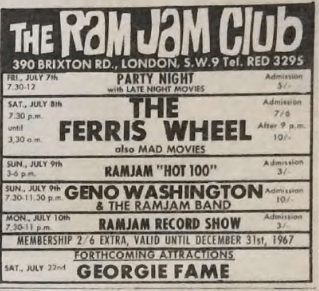 THE RAM JAM Club
390 BRIXTON RD., LONDON, S.W.9 Tel. RED 3295
FRI., JULY 7th
7.30-12
PARTY NIGHT
with LATE NIGHT MOVIES
Admission
5/-
SAT., JULY 8th
7.30 p.m.
until
3.30 a.m.
THE
FERRIS WHEEL
also MAD MOVIES
Admission
7/6
After 9 p.m.
10/-
SUN., JULY 9th
3-6 p.m.
RAMJAM "HOT 100"
Admission
3/-
SUN., JULY 9th
7.30-11.30 p.m.
GENO WASHINGTON
& THE RAMJAM BAND
Admission
10/-
MON., JULY 10th
7.30-11 p.m.
RAMJAM RECORD SHOW
Admission
3/-
MEMBERSHIP 2/6 EXTRA, VALID UNTIL DECEMBER 31st, 1967
FORTHCOMING ATTRACTIONS
SAT., JULY 22nd
GEORGIE FAME